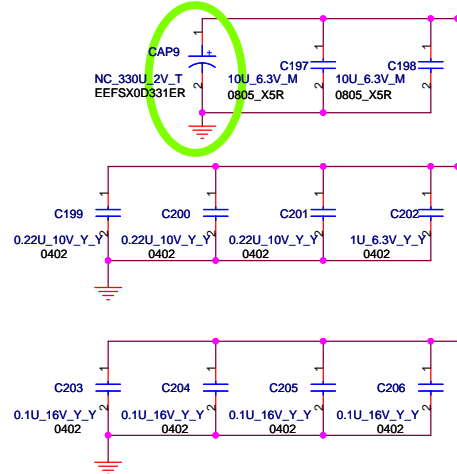 1 1 1
CAP9 + C197 C198
NC_330U_2V_T 2 10U_6.3V_M 2 10U_6.3V_M 2
EEFSX0D331ER 0805_X5R 0805_X5R
1 1 1 1
C199 C200 C201 C202
0.22U_10V_Y_Y 2 0.22U_10V_Y_Y 2 0.22U_10V_Y_Y 2 1U_6.3V_Y_Y 2
0402 0402 0402 0402
1 1 1 1
C203 C204 C205 C206
0.1U_16V_Y_Y 2 0.1U_16V_Y_Y 2 0.1U_16V_Y_Y 2 0.1U_16V_Y_Y 2
0402 0402 0402 0402